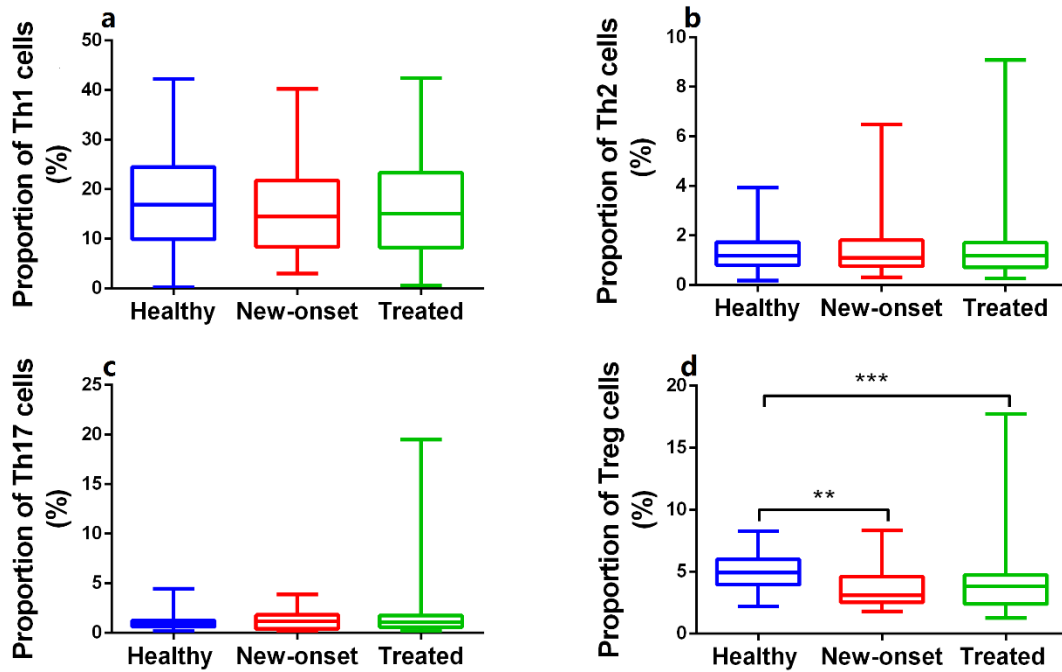 a
Proportion of Th1 cells
(%)
50
40
30
20
10
0
Healthy New-onset Treated
b
Proportion of Th2 cells
(%)
10
8
6
4
2
0
Healthy New-onset Treated
c
Proportion of Th17 cells
(%)
25
20
15
10
5
0
Healthy New-onset Treated
d
Proportion of Treg cells
(%)
20
15
10
5
0
***
**
Healthy New-onset Treated